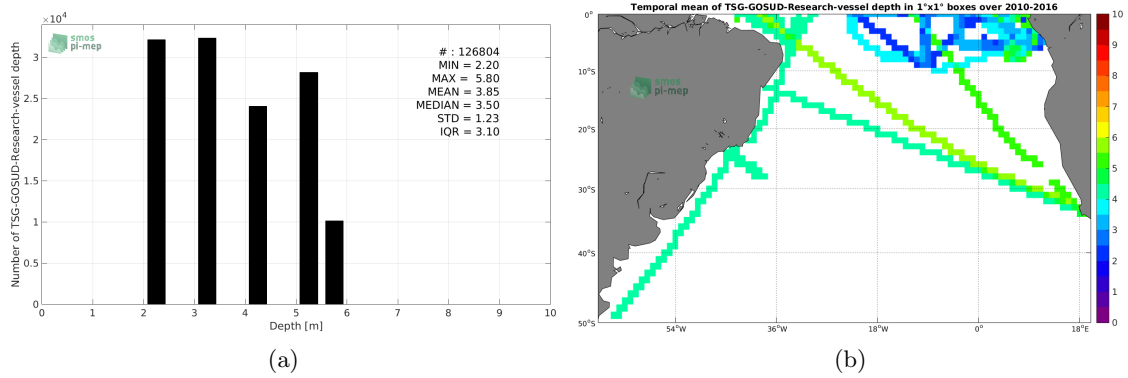 ×10⁴
smos
pi-mep
# : 126804
MIN = 2.20
MAX = 5.80
MEAN = 3.85
MEDIAN = 3.50
STD = 1.23
IQR = 3.10
Number of TSG-GOSUD-Research-vessel depth
3
2.5
2
1.5
1
0.5
0
0 1 2 3 4 5 6 7 8 9 10
Depth [m]
(a)
Temporal mean of TSG-GOSUD-Research-vessel depth in 1°x1° boxes over 2010-2016
smos
pi-mep
0°
10°S
20°S
30°S
40°S
50°S
54°W 36°W 18°W 0° 18°E
10
9
8
7
6
5
4
3
2
1
0
(b)